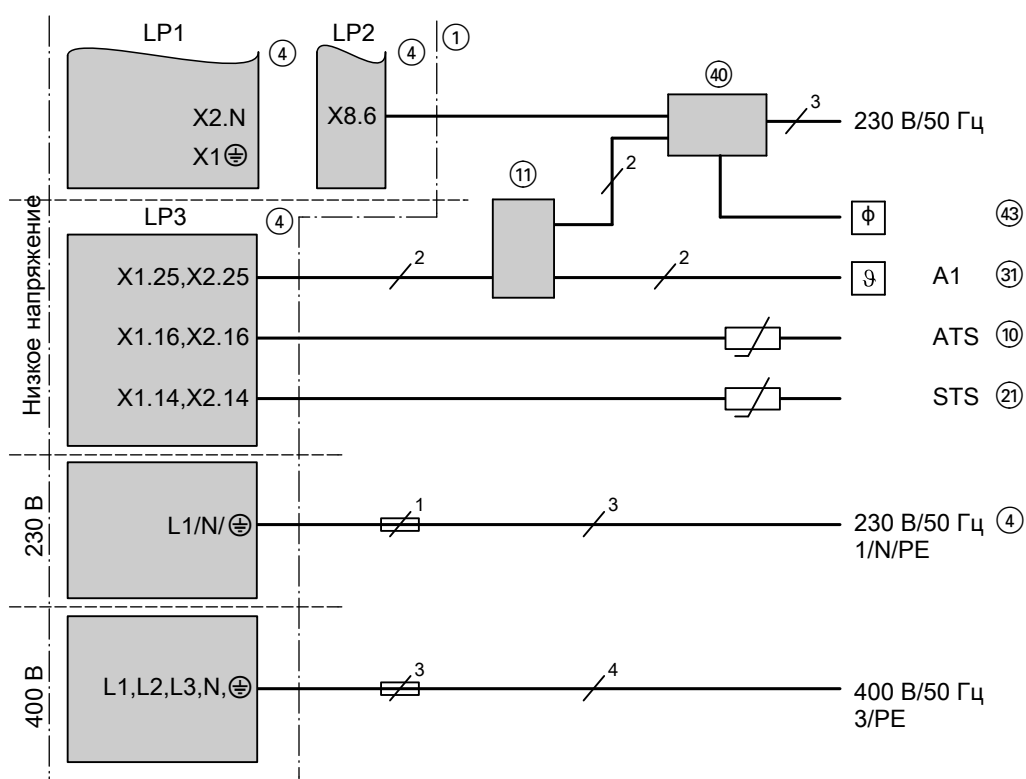 LP1
4
LP2
4
1
X2.N
X1
X8.6
40
3
230 В/50 Гц
2
11
ϕ
43
Низкое напряжение
LP3
4
X1.25,X2.25
2
2
ϑ
A1
31
X1.16,X2.16
ATS
10
X1.14,X2.14
STS
21
230 В
L1/N/
1
3
230 В/50 Гц
4
1/N/PE
400 В
L1,L2,L3,N,
3
4
400 В/50 Гц
3/PE